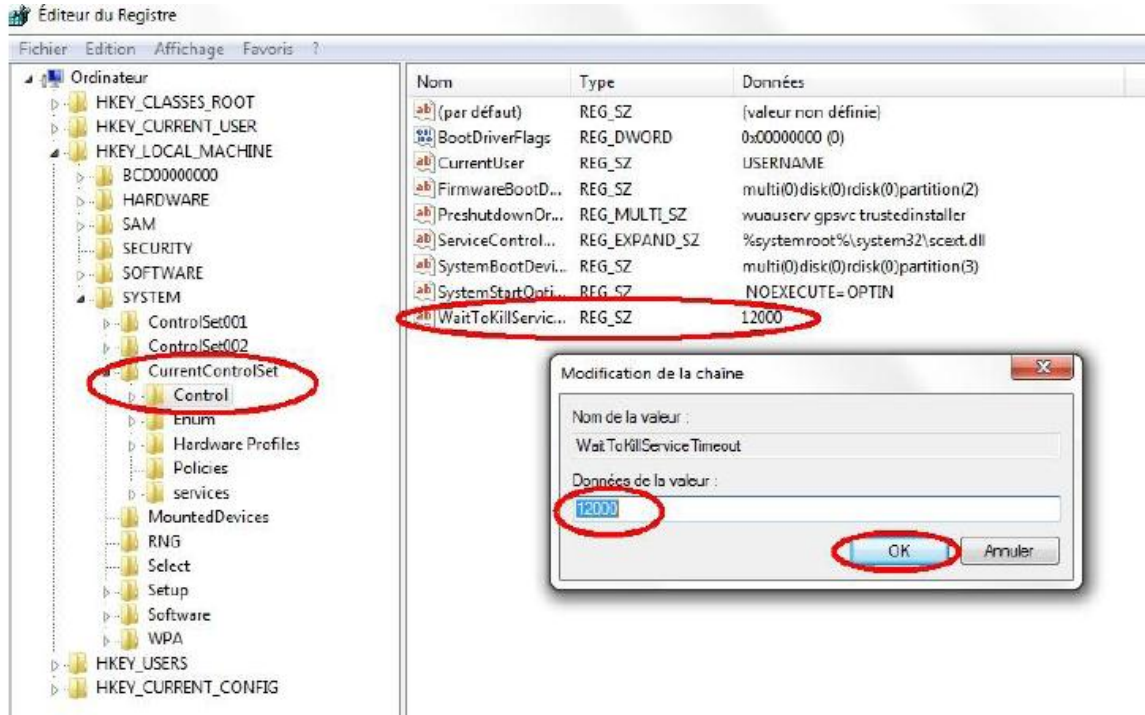 Éditeur du Registre
Fichier Edition Affichage Favoris ?
Ordinateur
HKEY_CLASSES_ROOT
HKEY_CURRENT_USER
HKEY_LOCAL_MACHINE
BCD00000000
HARDWARE
SAM
SECURITY
SOFTWARE
SYSTEM
ControlSet001
ControlSet002
CurrentControlSet
Control
Enum
Hardware Profiles
Policies
services
MountedDevices
RNG
Select
Setup
Software
WPA
HKEY_USERS
HKEY_CURRENT_CONFIG
Nom Type Données
(par défaut) REG_SZ (valeur non définie)
BootDriverFlags REG_DWORD 0x00000000 (0)
CurrentUser REG_SZ USERNAME
FirmwareBootD... REG_SZ multi(0)disk(0)rdisk(0)partition(2)
PreshutdownOr... REG_MULTI_SZ wuauserv gpsvc trustedinstaller
ServiceControl... REG_EXPAND_SZ %systemroot%\system32\scext.dll
SystemBootDevi... REG_SZ multi(0)disk(0)rdisk(0)partition(3)
SystemStartOpti... REG_SZ NOEXECUTE=OPTIN
WaitToKillServic... REG_SZ 12000
Modification de la chaîne
Nom de la valeur :
WaitToKillServiceTimeout
Données de la valeur :
12000
OK Annuler